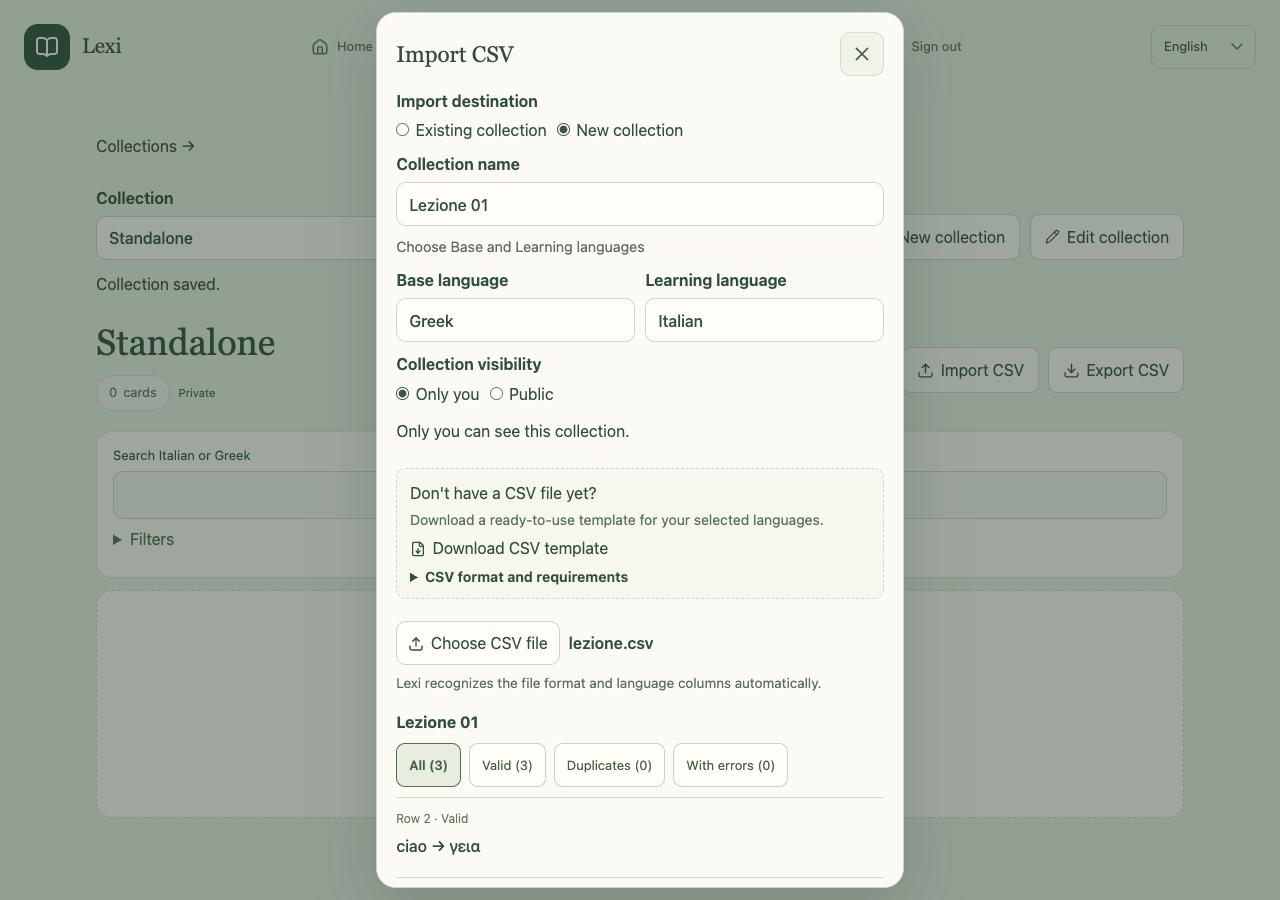 Lexi
Home
Sign out
English
Collections →
Collection
Standalone
New collection
Edit collection
Collection saved.
Standalone
0 cards
Private
Import CSV
Export CSV
Search Italian or Greek
Filters
Import CSV
Import destination
Existing collection
New collection
Collection name
Lezione 01
Choose Base and Learning languages
Base language
Learning language
Greek
Italian
Collection visibility
Only you
Public
Only you can see this collection.
Don't have a CSV file yet?
Download a ready-to-use template for your selected languages.
Download CSV template
CSV format and requirements
Choose CSV file
lezione.csv
Lexi recognizes the file format and language columns automatically.
Lezione 01
All (3)
Valid (3)
Duplicates (0)
With errors (0)
Row 2 · Valid
ciao → γεια